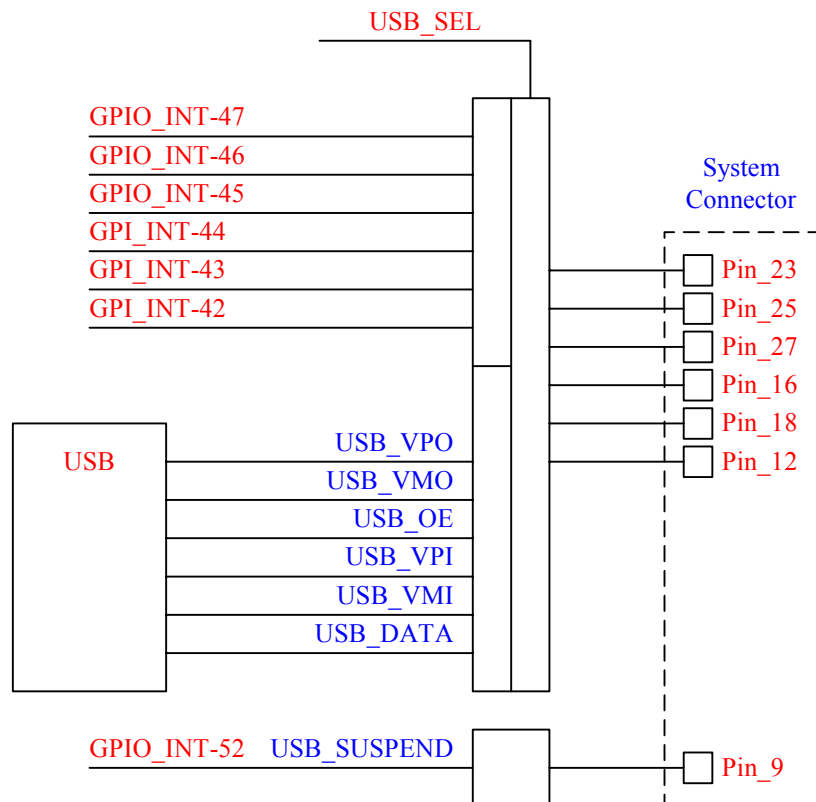 USB_SEL
GPIO_INT-47
GPIO_INT-46
GPIO_INT-45
GPI_INT-44
GPI_INT-43
GPI_INT-42
System
Connector
Pin_23
Pin_25
Pin_27
Pin_16
Pin_18
Pin_12
USB
USB_VPO
USB_VMO
USB_OE
USB_VPI
USB_VMI
USB_DATA
GPIO_INT-52 USB_SUSPEND
Pin_9